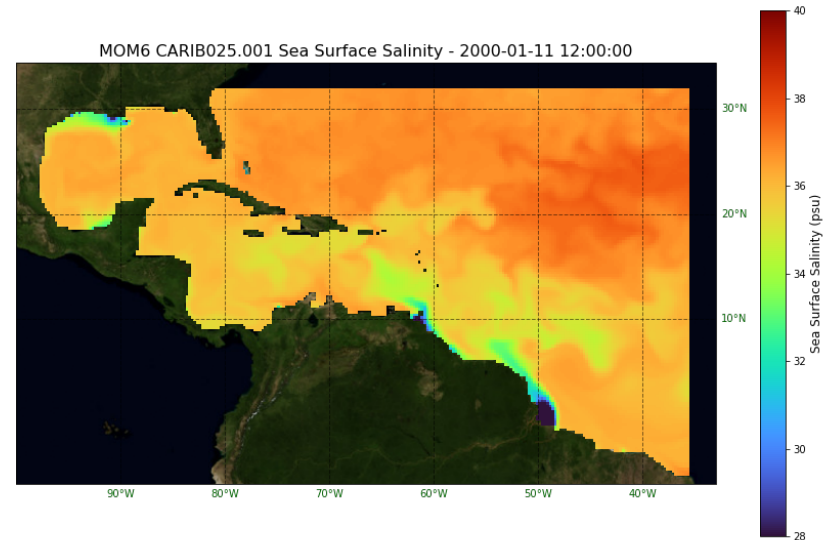 MOM6 CARIB025.001 Sea Surface Salinity - 2000-01-11 12:00:00
30°N
20°N
10°N
90°W 80°W 70°W 60°W 50°W 40°W
40
38
36
34
32
30
28
Sea Surface Salinity (psu)